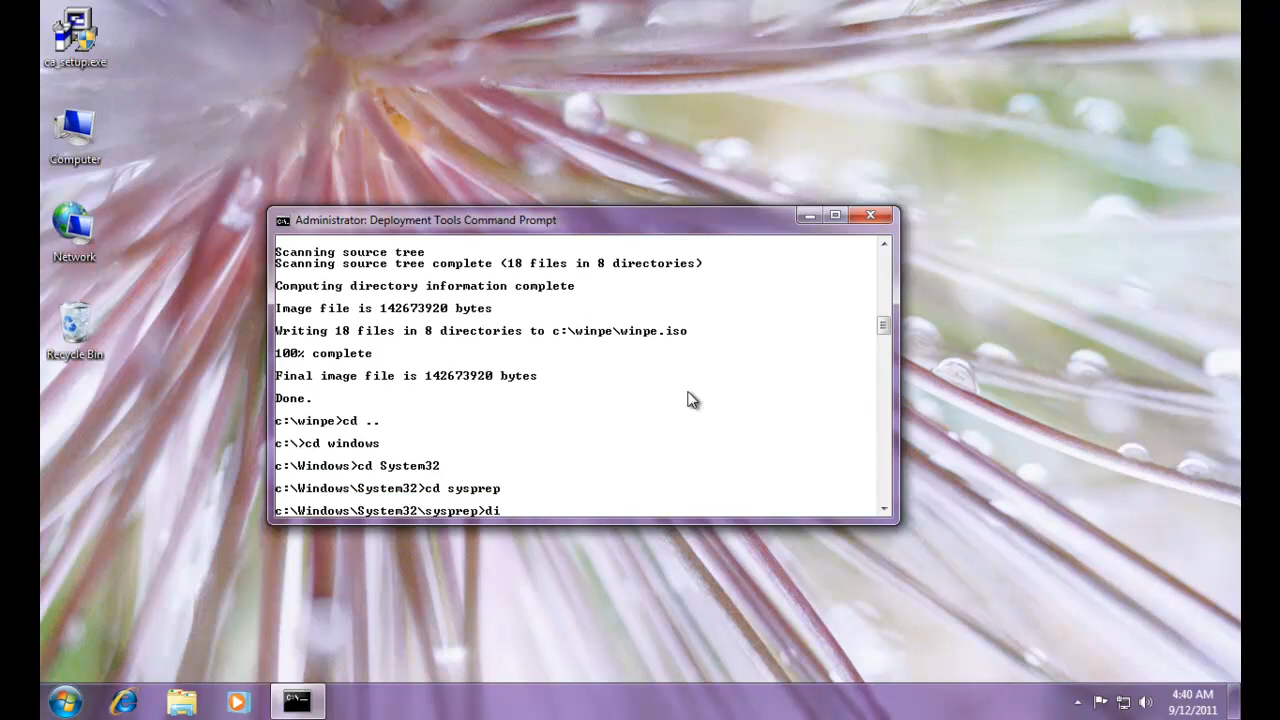 ca_setup.exe
Computer
Network
Recycle Bin
Administrator: Deployment Tools Command Prompt
Scanning source tree
Scanning source tree complete (18 files in 8 directories)
Computing directory information complete
Image file is 142673920 bytes
Writing 18 files in 8 directories to c:\winpe\winpe.iso
100% complete
Final image file is 142673920 bytes
Done.
c:\winpe>cd ..
c:\>cd windows
c:\Windows>cd System32
c:\Windows\System32>cd sysprep
c:\Windows\System32\sysprep>di
4:40 AM
9/12/2011